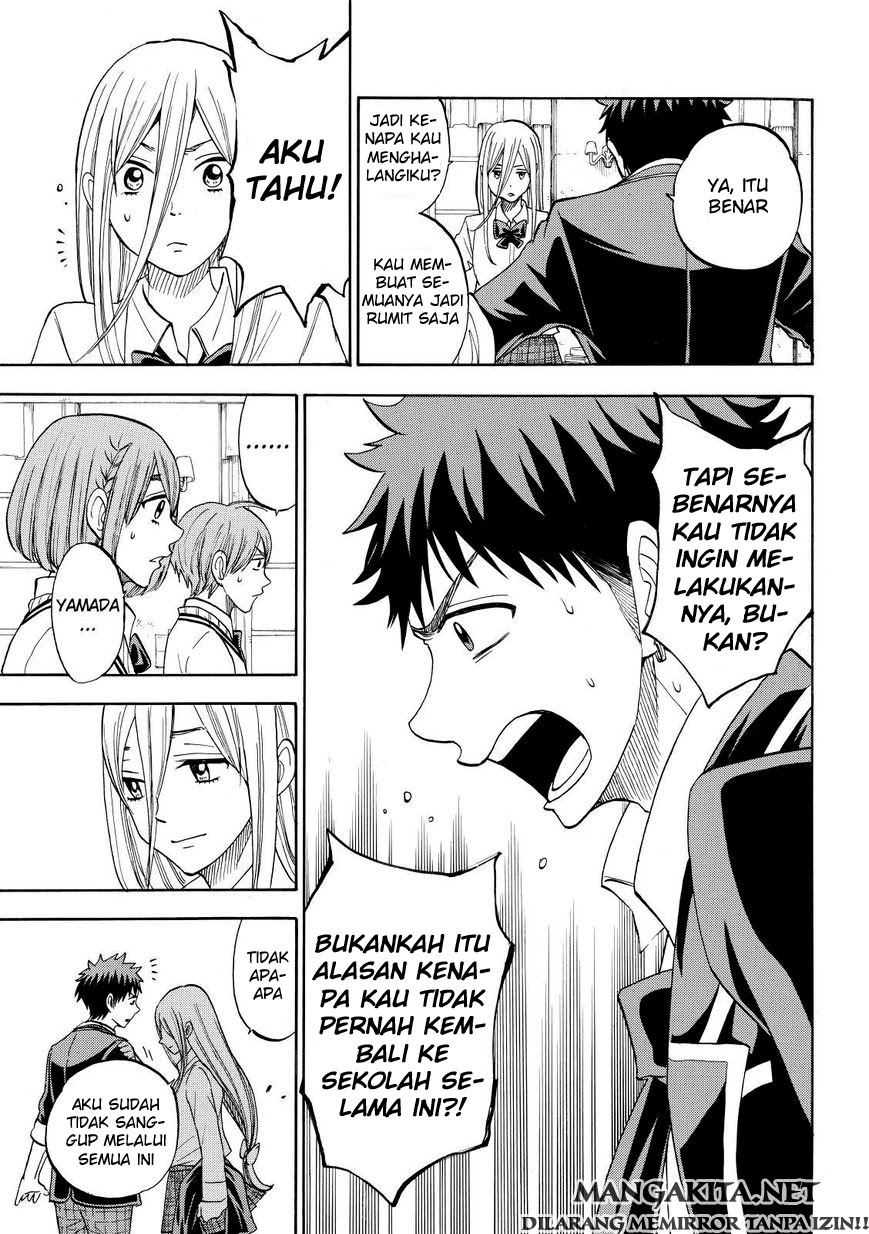 YA, ITU
BENAR
JADI KE-
NAPA KAU
MENGHA-
LANGIKU?
KAU MEM-
BUAT SE-
MUANYA JADI
RUMIT SAJA
AKU
TAHU!
TAPI SE-
BENARNYA
KAU TIDAK
INGIN ME-
LAKUKAN-
NYA, BU-
KAN?
BUKANKAH ITU
ALASAN KENA-
PA KAU TIDAK
PERNAH KEM-
BALI KE
SEKOLAH SE-
LAMA INI?!
.......
YAMADA
...
TIDAK
APA-
APA
AKU SUDAH
TIDAK SANG-
GUP MELALUI
SEMUA INI
MANGAKITA.NET
DILARANG MEMIRROR TANPA IZIN!!